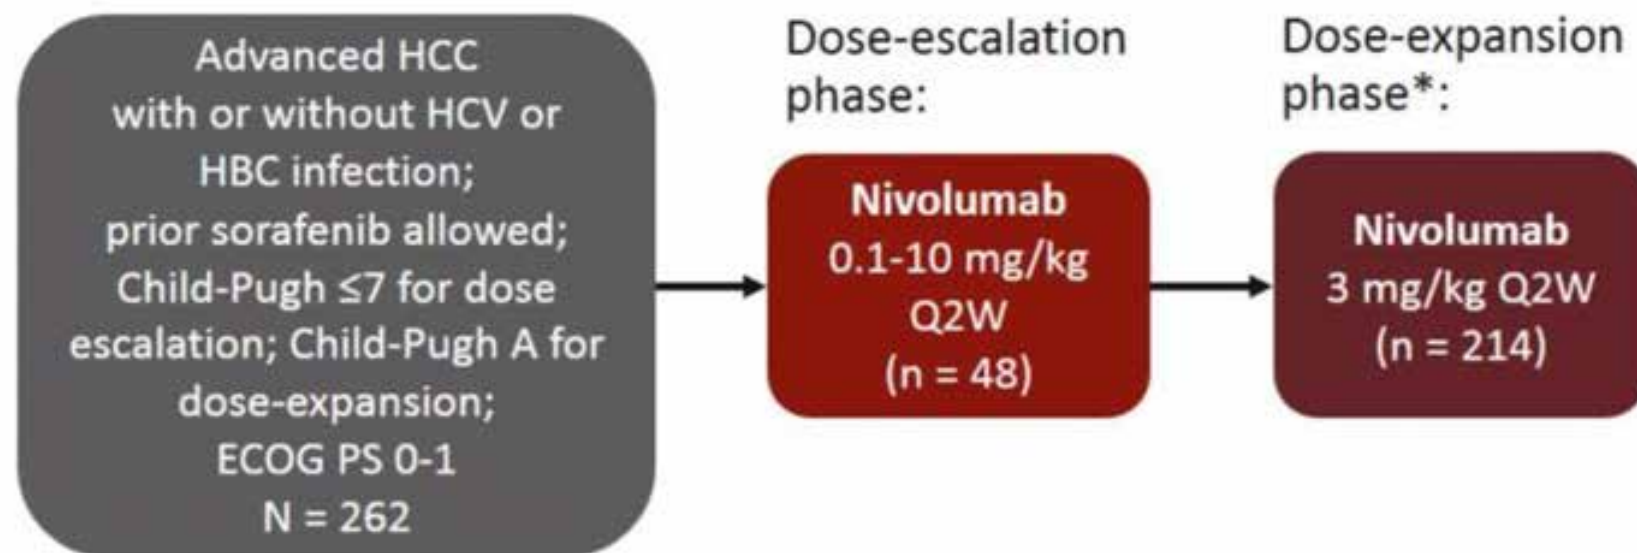 Advanced HCC
with or without HCV or
HBC infection;
prior sorafenib allowed;
Child-Pugh ≤7 for dose
escalation; Child-Pugh A for
dose-expansion;
ECOG PS 0-1
N = 262
Dose-escalation
phase:
Nivolumab
0.1-10 mg/kg
Q2W
(n = 48)
Dose-expansion
phase*:
Nivolumab
3 mg/kg Q2W
(n = 214)